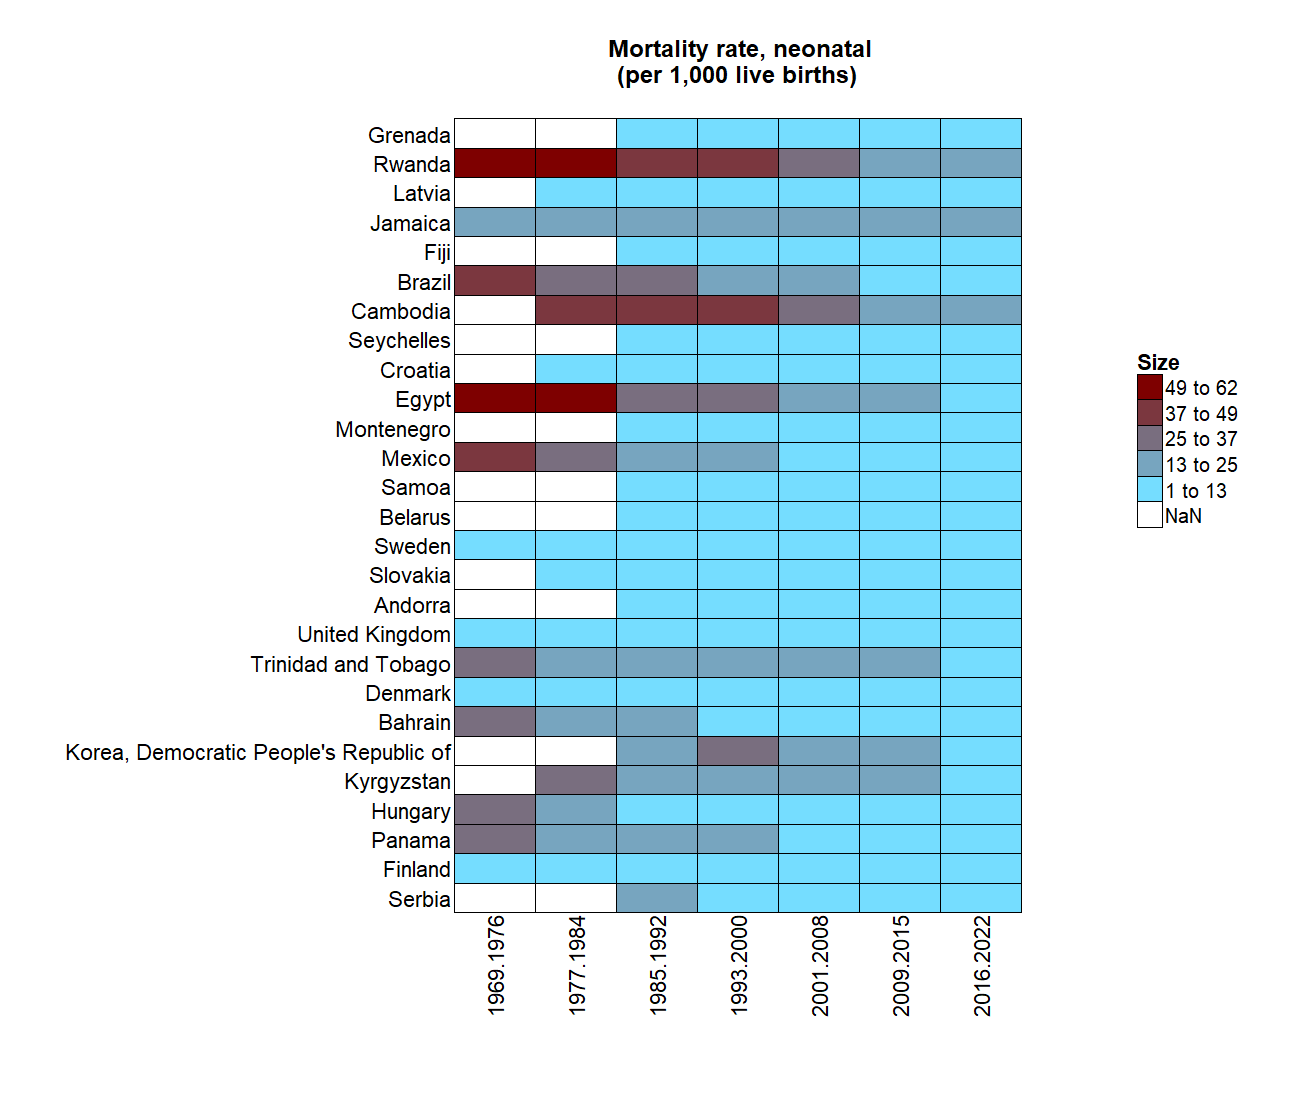 Mortality rate, neonatal
(per 1,000 live births)
Grenada
Rwanda
Latvia
Jamaica
Fiji
Brazil
Cambodia
Seychelles
Croatia
Egypt
Montenegro
Mexico
Samoa
Belarus
Sweden
Slovakia
Andorra
United Kingdom
Trinidad and Tobago
Denmark
Bahrain
Korea, Democratic People's Republic of
Kyrgyzstan
Hungary
Panama
Finland
Serbia
1969.1976
1977.1984
1985.1992
1993.2000
2001.2008
2009.2015
2016.2022
Size
49 to 62
37 to 49
25 to 37
13 to 25
1 to 13
NaN